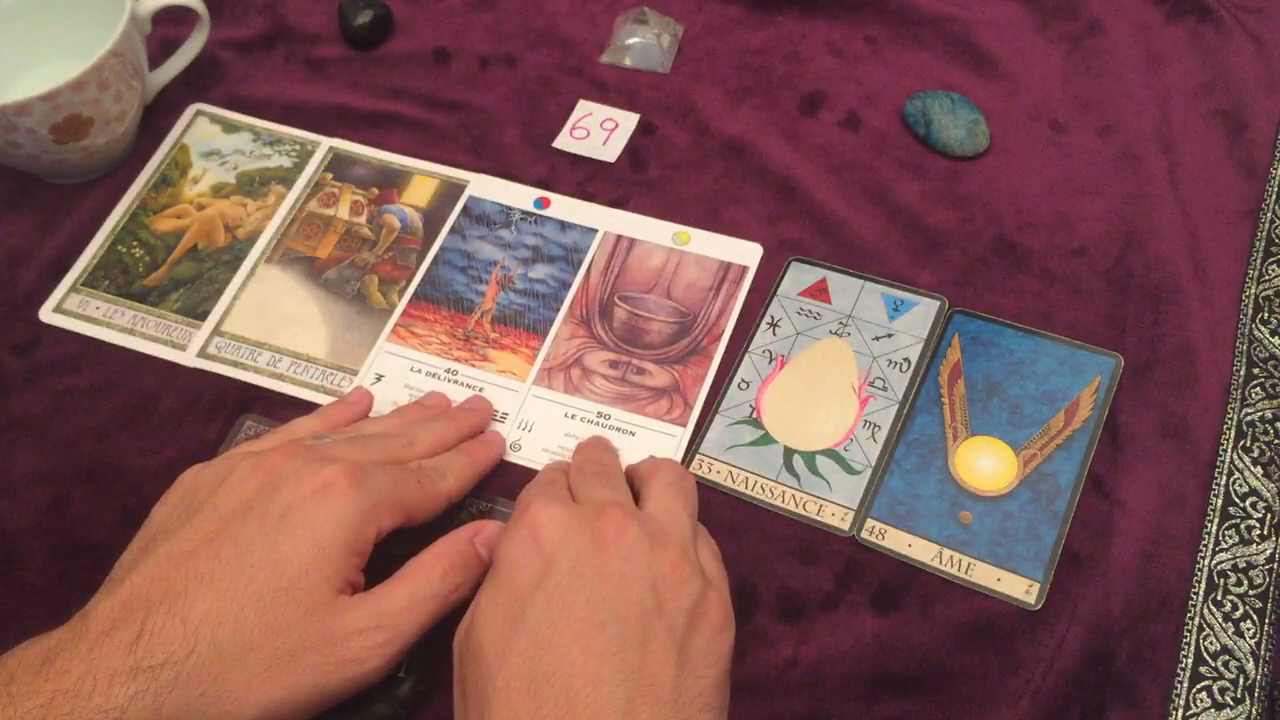 69
VI • LES AMOUREUX
QUATRE DE PENTACLES
40
LA DÉLIVRANCE
50
LE CHAUDRON
33 • NAISSANCE •
48 • ÂME •